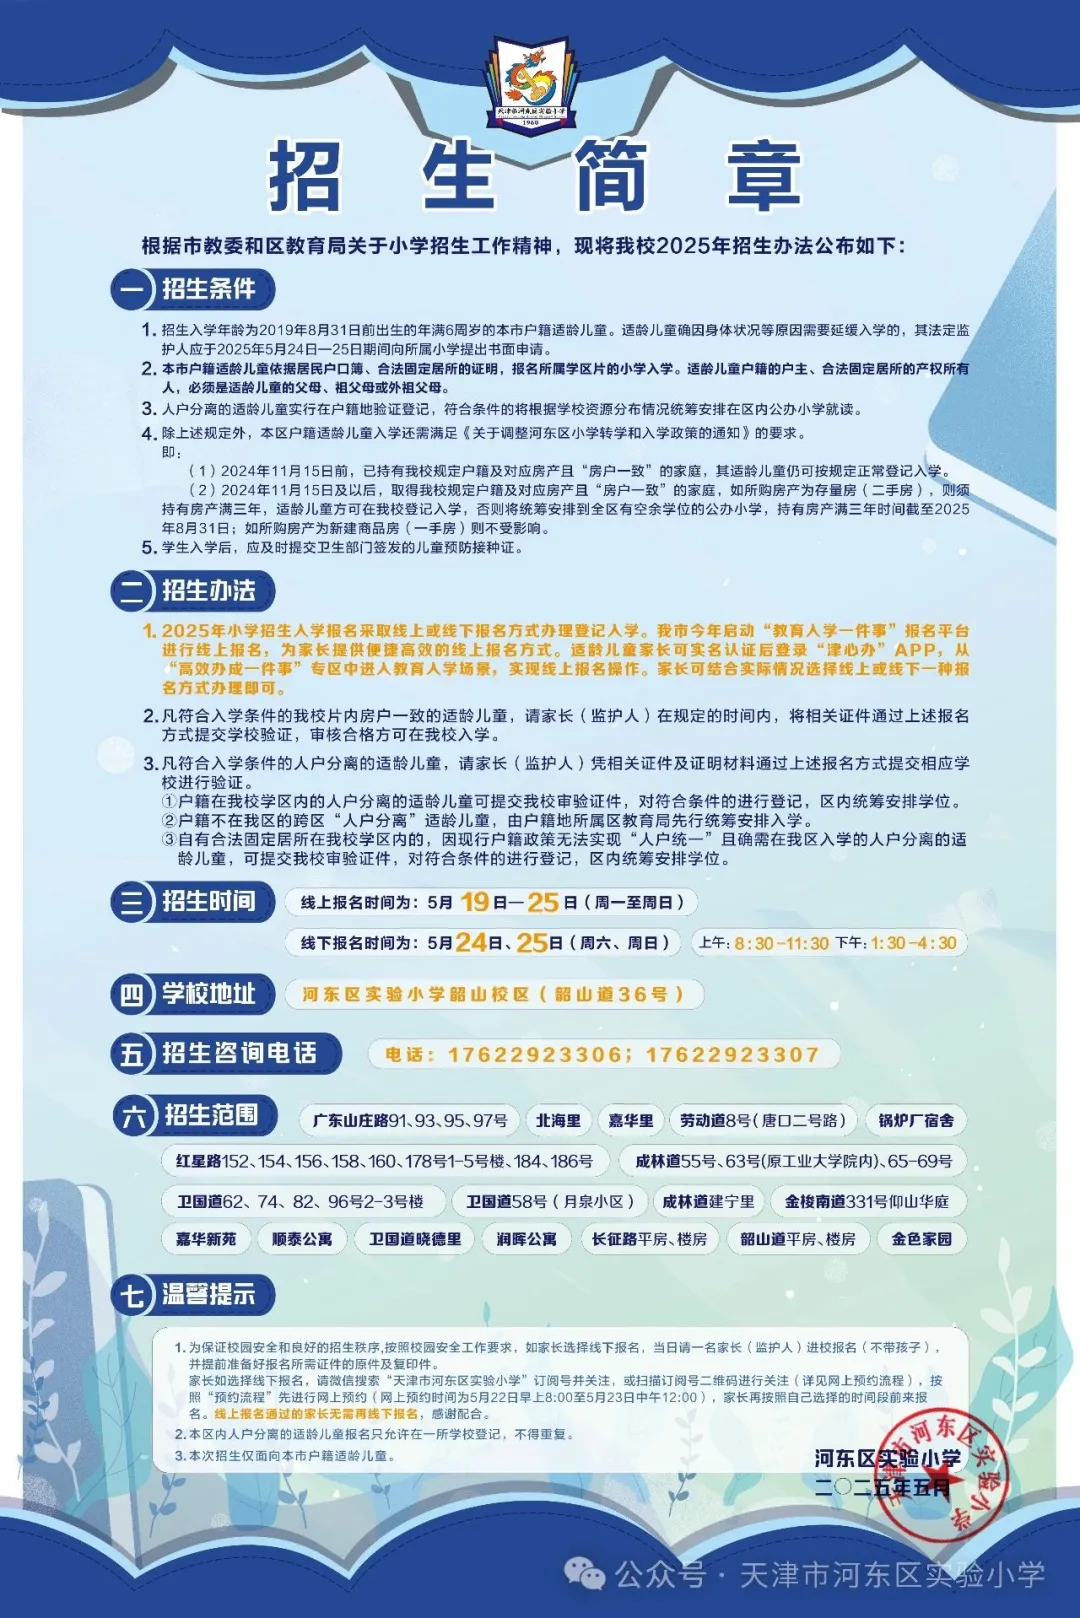 天津市河东区实验小学
1960
招生简章
根据市教委和区教育局关于小学招生工作精神，现将我校2025年招生办法公布如下：
一 招生条件
1. 招生入学年龄为2019年8月31日前出生的年满6周岁的本市户籍适龄儿童。适龄儿童确因身体状况等原因需要延缓入学的，其法定监
护人应于2025年5月24日—25日期间向所属小学提出书面申请。
2. 本市户籍适龄儿童依据居民户口簿、合法固定居所的证明，报名所属学区片的小学入学。适龄儿童户籍的户主、合法固定居所的产权所有
人，必须是适龄儿童的父母、祖父母或外祖父母。
3. 人户分离的适龄儿童实行在户籍地验证登记，符合条件的将根据学校资源分布情况统筹安排在区内公办小学就读。
4. 除上述规定外，本区户籍适龄儿童入学还需满足《关于调整河东区小学转学和入学政策的通知》的要求。
即：
（1）2024年11月15日前，已持有我校规定户籍及对应房产且“房户一致”的家庭，其适龄儿童仍可按规定正常登记入学。
（2）2024年11月15日及以后，取得我校规定户籍及对应房产且“房户一致”的家庭，如所购房产为存量房（二手房），则须
持有房产满三年，适龄儿童方可在我校登记入学，否则将统筹安排到全区有空余学位的公办小学，持有房产满三年时间截至2025
年8月31日；如所购房产为新建商品房（一手房）则不受影响。
5. 学生入学后，应及时提交卫生部门签发的儿童预防接种证。
二 招生办法
1. 2025年小学招生入学报名采取线上或线下报名方式办理登记入学。我市今年启动“教育入学一件事”报名平台
进行线上报名，为家长提供便捷高效的线上报名方式。适龄儿童家长可实名认证后登录“津心办”APP，从
“高效办成一件事”专区中进入教育入学场景，实现线上报名操作。家长可结合实际情况选择线上或线下一种报
名方式办理即可。
2. 凡符合入学条件的我校片内房户一致的适龄儿童，请家长（监护人）在规定的时间内，将相关证件通过上述报名
方式提交学校验证，审核合格方可在我校入学。
3. 凡符合入学条件的人户分离的适龄儿童，请家长（监护人）凭相关证件及证明材料通过上述报名方式提交相应学
校进行验证。
①户籍在我校学区内的人户分离的适龄儿童可提交我校审验证件，对符合条件的进行登记，区内统筹安排学位。
②户籍不在我区的跨区“人户分离”适龄儿童，由户籍地所属区教育局先行统筹安排入学。
③自有合法固定居所在我校学区内的，因现行户籍政策无法实现“人户统一”且确需在我区入学的人户分离的适
龄儿童，可提交我校审验证件，对符合条件的进行登记，区内统筹安排学位。
三 招生时间 线上报名时间为：5月19日—25日（周一至周日）
线下报名时间为：5月24日、25日（周六、周日） 上午：8:30-11:30 下午：1:30-4:30
四 学校地址 河东区实验小学韶山校区（韶山道36号）
五 招生咨询电话 电话：17622923306；17622923307
六 招生范围 广东山庄路91、93、95、97号 北海里 嘉华里 劳动道8号(唐口二号路) 锅炉厂宿舍
红星路152、154、156、158、160、178号1-5号楼、184、186号 成林道55号、63号(原工业大学院内)、65-69号
卫国道62、74、82、96号2-3号楼 卫国道58号（月泉小区） 成林道建宁里 金梭南道331号仰山华庭
嘉华新苑 顺泰公寓 卫国道晓德里 润晖公寓 长征路平房、楼房 韶山道平房、楼房 金色家园
七 温馨提示
1. 为保证校园安全和良好的招生秩序,按照校园安全工作要求，如家长选择线下报名，当日请一名家长（监护人）进校报名（不带孩子），
并提前准备好报名所需证件的原件及复印件。
家长如选择线下报名，请微信搜索“天津市河东区实验小学”订阅号并关注，或扫描订阅号二维码进行关注（详见网上预约流程），按
照“预约流程”先进行网上预约（网上预约时间为5月22日早上8:00至5月23日中午12:00），家长再按照自己选择的时间段前来报
名。线上报名通过的家长无需再线下报名，感谢配合。
2. 本区内人户分离的适龄儿童报名只允许在一所学校登记，不得重复。
3. 本次招生仅面向本市户籍适龄儿童。
河东区实验小学
二〇二五年五月
天津市河东区实验小学
公众号 · 天津市河东区实验小学